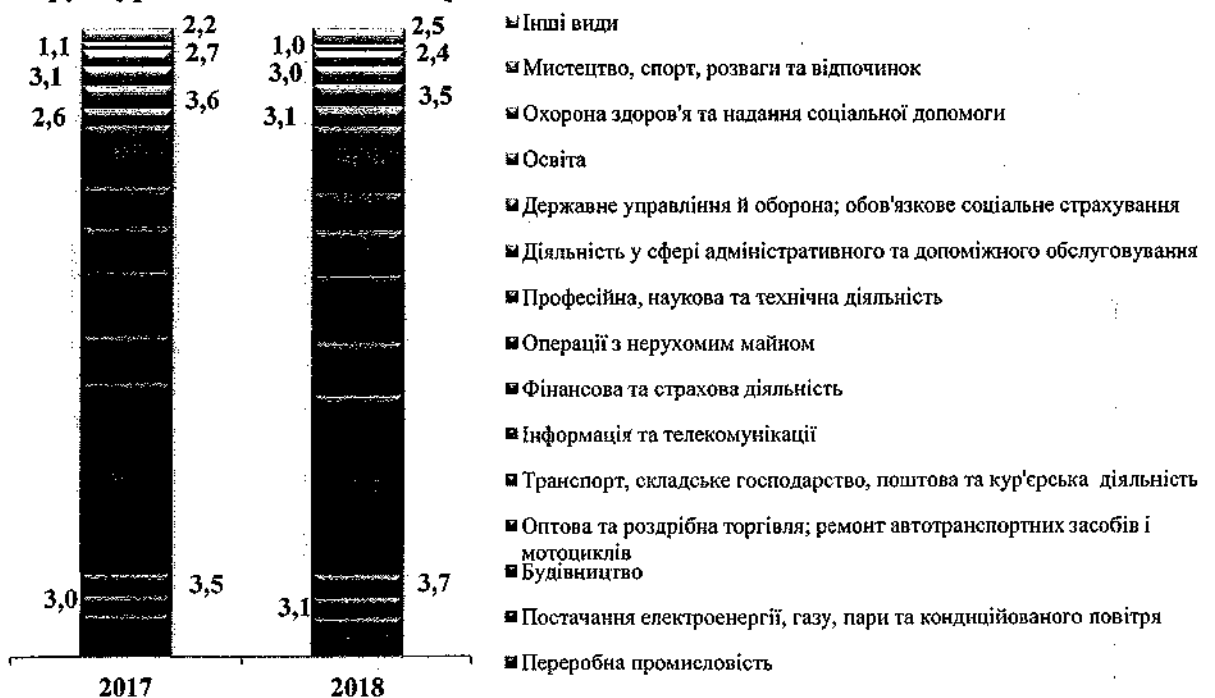 2,2
1,1
2,7
3,1
3,6
2,6
3,0
3,5
2017
2,5
1,0
2,4
3,0
3,5
3,1
3,7
3,1
2018
Інші види
Мистецтво, спорт, розваги та відпочинок
Охорона здоров'я та надання соціальної допомоги
Освіта
Державне управління й оборона; обов'язкове соціальне страхування
Діяльність у сфері адміністративного та допоміжного обслуговування
Професійна, наукова та технічна діяльність
Операції з нерухомим майном
Фінансова та страхова діяльність
Інформація та телекомунікації
Транспорт, складське господарство, поштова та кур'єрська діяльність
Оптова та роздрібна торгівля; ремонт автотранспортних засобів і
мотоциклів
Будівництво
Постачання електроенергії, газу, пари та кондиційованого повітря
Переробна промисловість